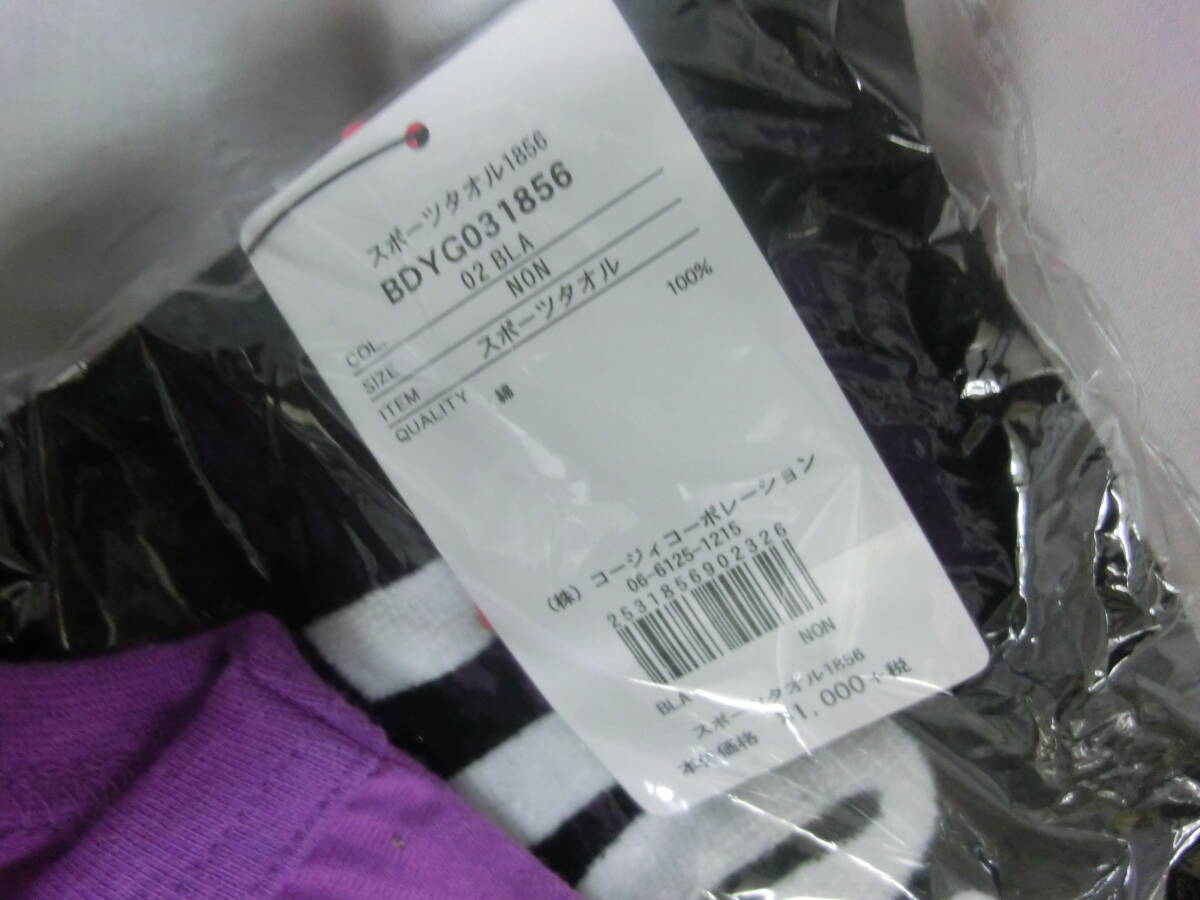 スポーツタオル1856
BDYG031856
COL. 02 BLA
SIZE NON
ITEM スポーツタオル
QUALITY 綿 100%
(株) コージィコーポレーション
06-6125-1215
2531856902326
BLA NON
スポーツタオル1856
本体価格 ¥1,000+税